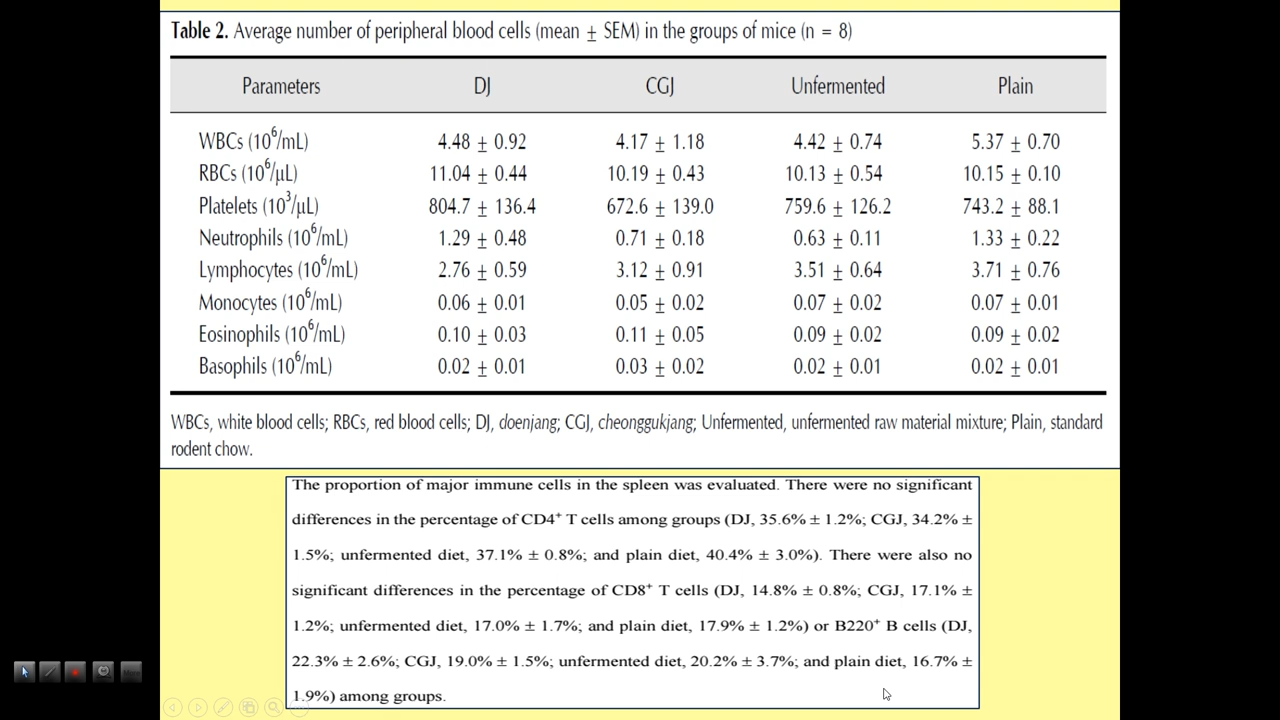 Table 2. Average number of peripheral blood cells (mean ± SEM) in the groups of mice (n = 8)
Parameters DJ CGJ Unfermented Plain
WBCs (10⁶/mL) 4.48 ± 0.92 4.17 ± 1.18 4.42 ± 0.74 5.37 ± 0.70
RBCs (10⁶/μL) 11.04 ± 0.44 10.19 ± 0.43 10.13 ± 0.54 10.15 ± 0.10
Platelets (10³/μL) 804.7 ± 136.4 672.6 ± 139.0 759.6 ± 126.2 743.2 ± 88.1
Neutrophils (10⁶/mL) 1.29 ± 0.48 0.71 ± 0.18 0.63 ± 0.11 1.33 ± 0.22
Lymphocytes (10⁶/mL) 2.76 ± 0.59 3.12 ± 0.91 3.51 ± 0.64 3.71 ± 0.76
Monocytes (10⁶/mL) 0.06 ± 0.01 0.05 ± 0.02 0.07 ± 0.02 0.07 ± 0.01
Eosinophils (10⁶/mL) 0.10 ± 0.03 0.11 ± 0.05 0.09 ± 0.02 0.09 ± 0.02
Basophils (10⁶/mL) 0.02 ± 0.01 0.03 ± 0.02 0.02 ± 0.01 0.02 ± 0.01
WBCs, white blood cells; RBCs, red blood cells; DJ, doenjang; CGJ, cheonggukjang; Unfermented, unfermented raw material mixture; Plain, standard
rodent chow.
The proportion of major immune cells in the spleen was evaluated. There were no significant
differences in the percentage of CD4⁺ T cells among groups (DJ, 35.6% ± 1.2%; CGJ, 34.2% ±
1.5%; unfermented diet, 37.1% ± 0.8%; and plain diet, 40.4% ± 3.0%). There were also no
significant differences in the percentage of CD8⁺ T cells (DJ, 14.8% ± 0.8%; CGJ, 17.1% ±
1.2%; unfermented diet, 17.0% ± 1.7%; and plain diet, 17.9% ± 1.2%) or B220⁺ B cells (DJ,
22.3% ± 2.6%; CGJ, 19.0% ± 1.5%; unfermented diet, 20.2% ± 3.7%; and plain diet, 16.7% ±
1.9%) among groups.